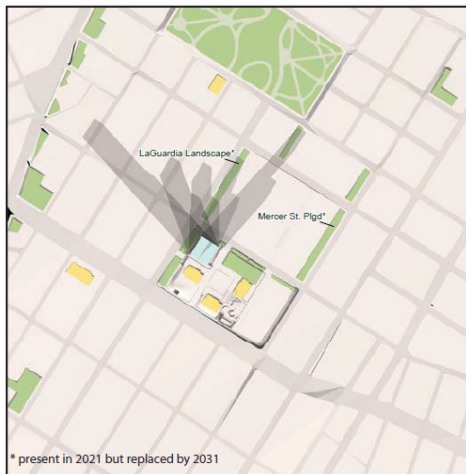 LaGuardia Landscape*
Mercer St. Plgd*
* present in 2021 but replaced by 2031